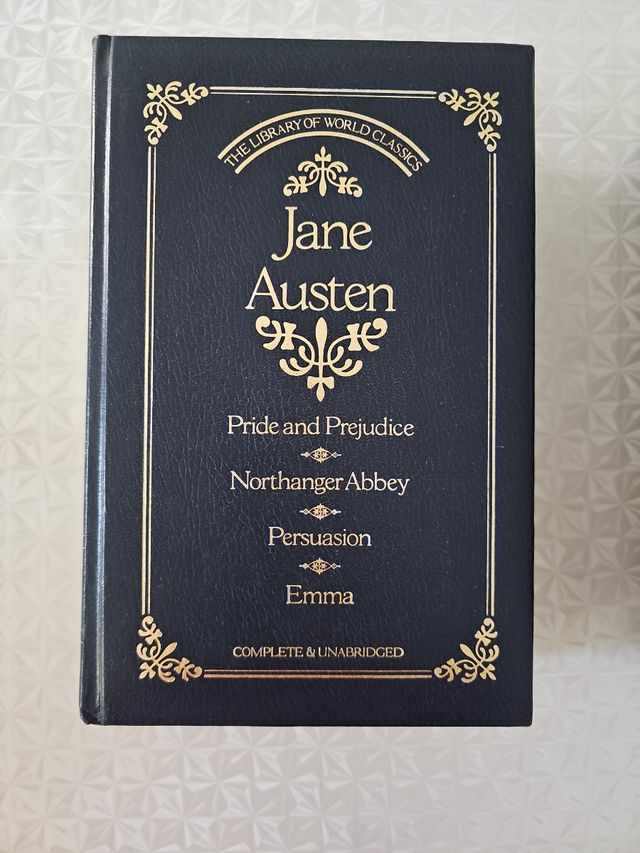 THE LIBRARY OF WORLD CLASSICS
Jane
Austen
Pride and Prejudice
Northanger Abbey
Persuasion
Emma
COMPLETE & UNABRIDGED